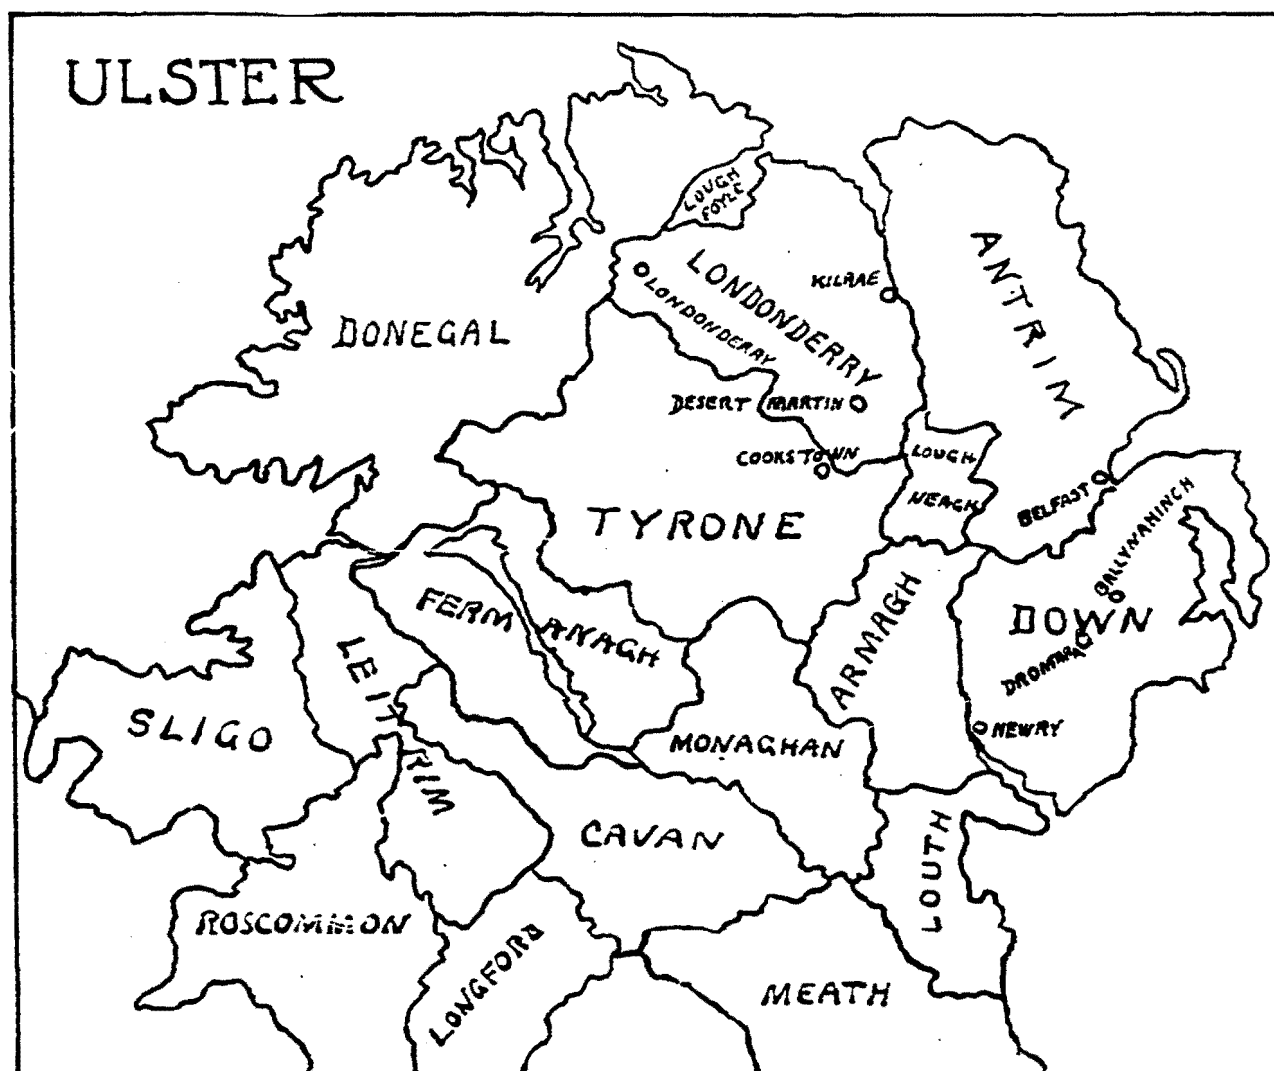 ULSTER
LOUGH
FOYLE
LONDONDERRY
LONDONDERRY
KILRAE
ANTRIM
DONEGAL
DESERT MARTIN
COOKSTOWN
LOUGH
NEAGH
TYRONE
BELFAST
BALLYNAHINCH
FERMANAGH
ARMAGH
DOWN
DROMARA
NEWRY
LEITRIM
SLIGO
MONAGHAN
CAVAN
LOUTH
ROSCOMMON
LONGFORD
MEATH